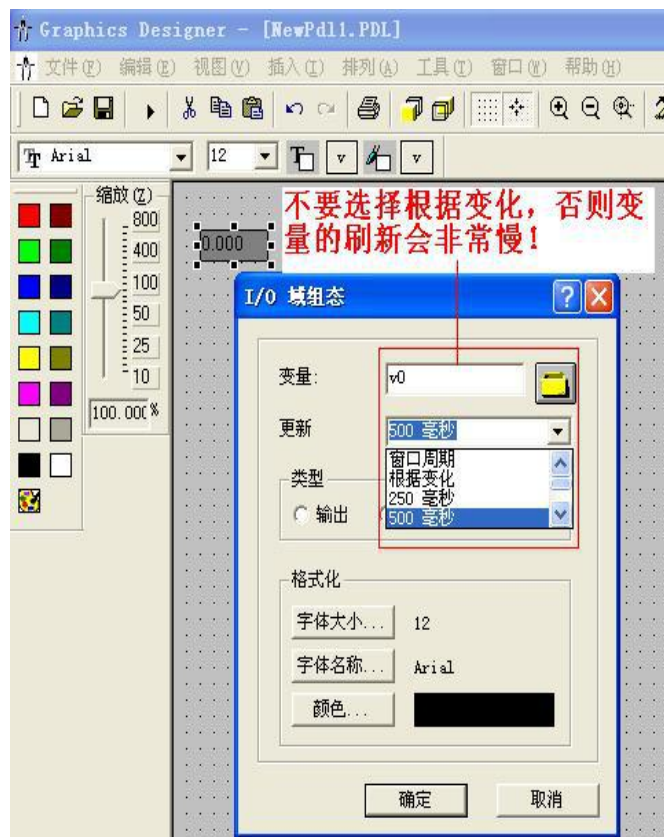 Graphics Designer - [NewPdl1.PDL]
文件(F) 编辑(E) 视图(V) 插入(I) 排列(A) 工具(T) 窗口(W) 帮助(H)
Arial 12
缩放(Z)
800
400
100
50
25
10
100.000 %
0.000
不要选择根据变化，否则变
量的刷新会非常慢！
I/O 域组态
变量: v0
更新 500 毫秒
窗口周期
根据变化
250 毫秒
500 毫秒
类型
输出
格式化
字体大小... 12
字体名称... Arial
颜色...
确定 取消